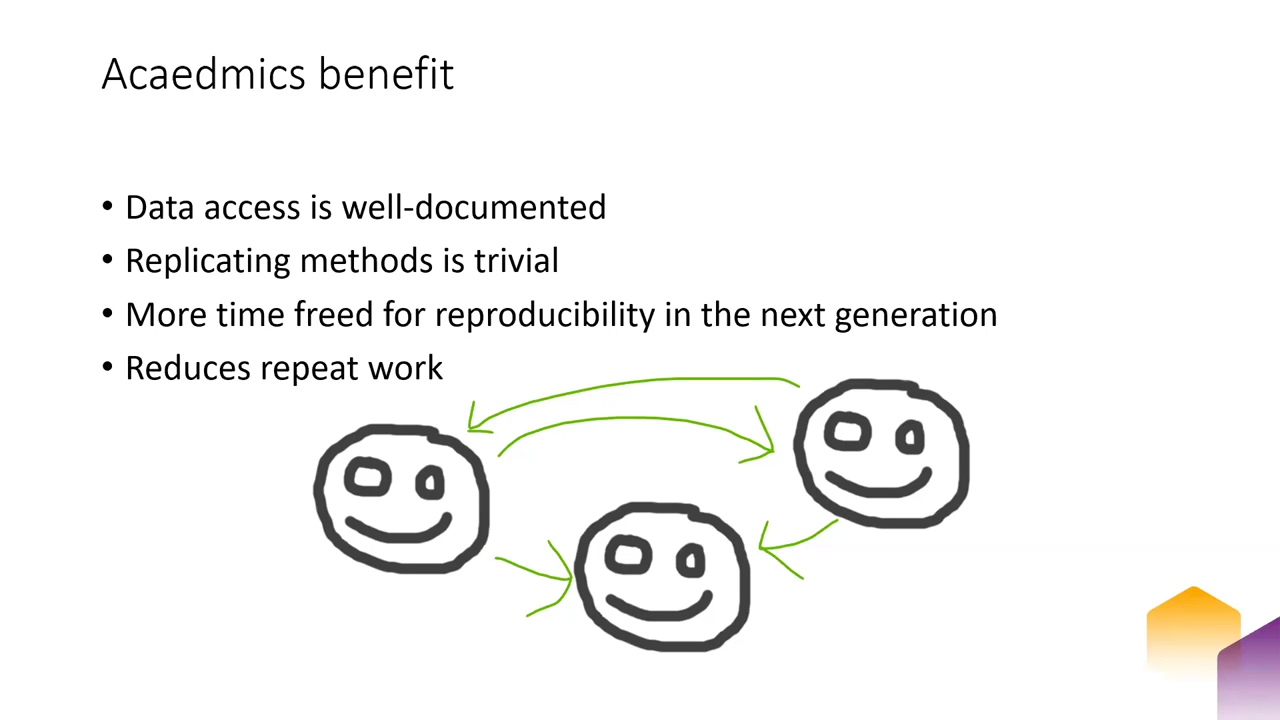 Acaedmics benefit
• Data access is well-documented
• Replicating methods is trivial
• More time freed for reproducibility in the next generation
• Reduces repeat work